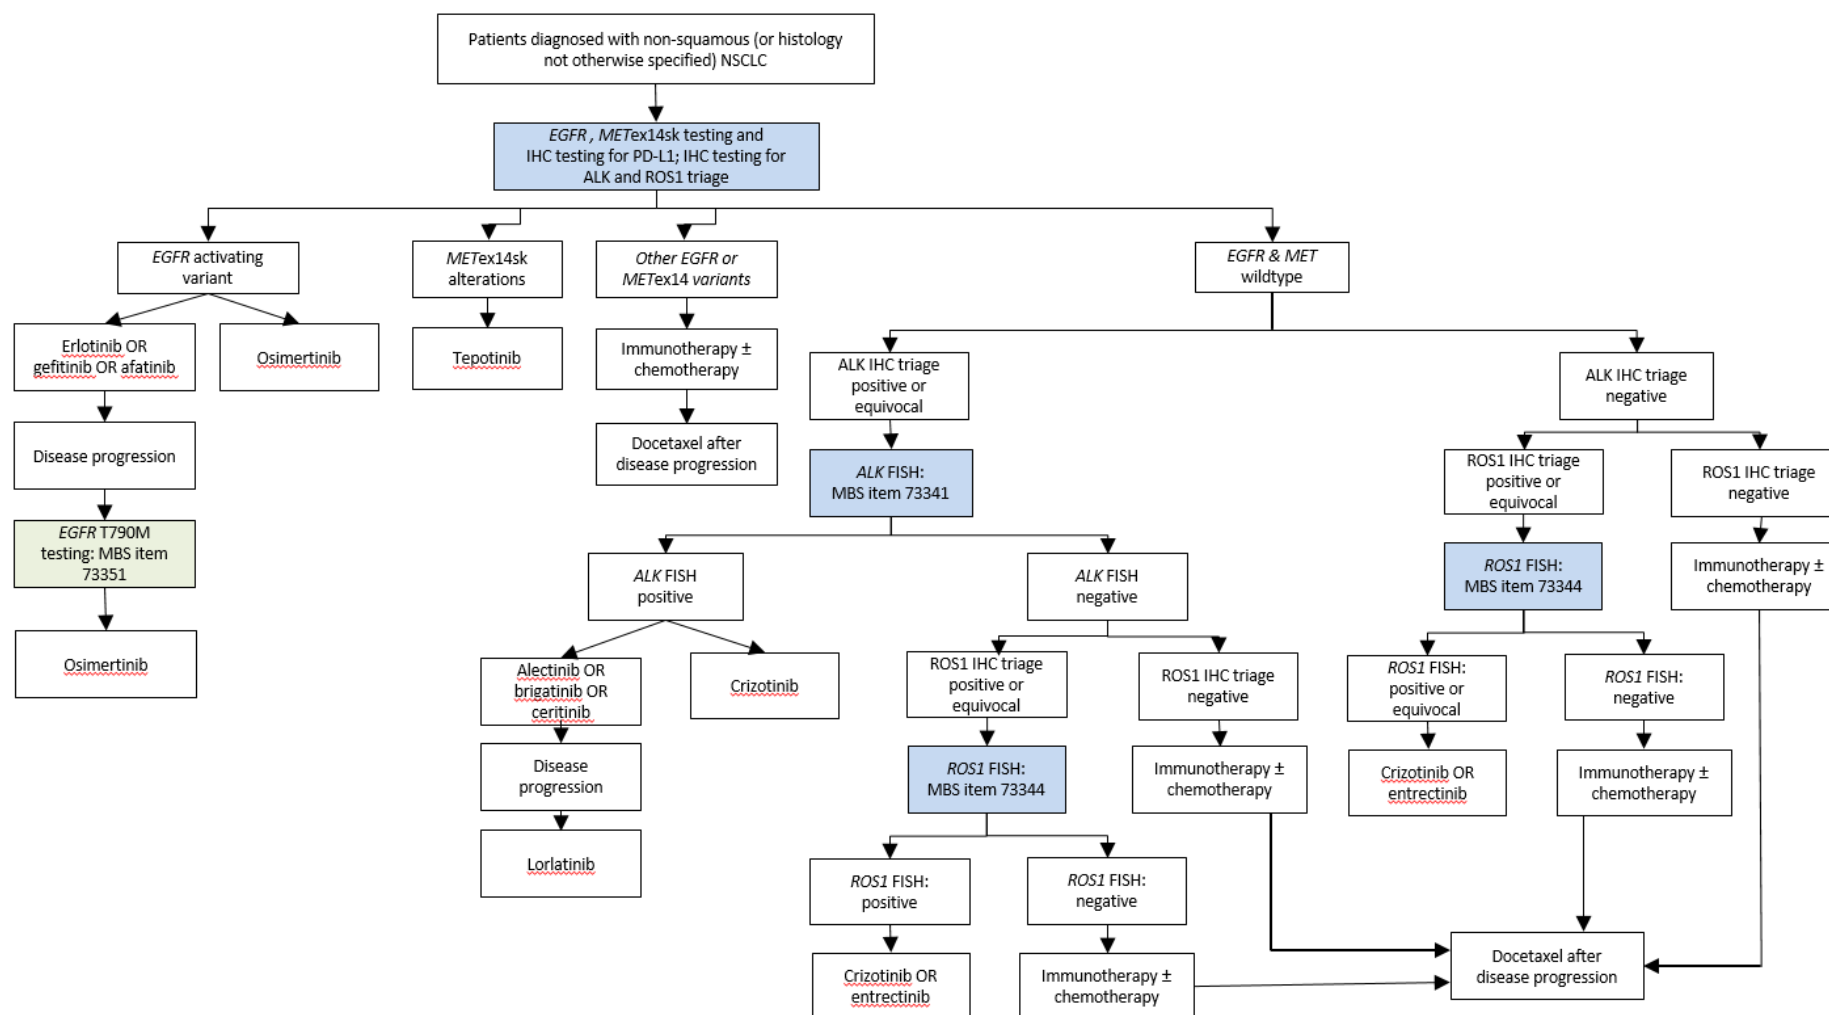 Patients diagnosed with non-squamous (or histology
not otherwise specified) NSCLC
EGFR , METex14sk testing and
IHC testing for PD-L1; IHC testing for
ALK and ROS1 triage
EGFR activating
variant
METex14sk
alterations
Other EGFR or
METex14 variants
EGFR & MET
wildtype
Erlotinib OR
gefitinib OR afatinib
Osimertinib
Tepotinib
Immunotherapy ±
chemotherapy
ALK IHC triage
positive or
equivocal
ALK IHC triage
negative
Disease progression
Docetaxel after
disease progression
ALK FISH:
MBS item 73341
ROS1 IHC triage
positive or
equivocal
ROS1 IHC triage
negative
EGFR T790M
testing: MBS item
73351
ALK FISH
positive
ALK FISH
negative
ROS1 FISH:
MBS item 73344
Immunotherapy ±
chemotherapy
Osimertinib
Alectinib OR
brigatinib OR
ceritinib
Crizotinib
ROS1 IHC triage
positive or
equivocal
ROS1 IHC triage
negative
ROS1 FISH:
positive or
equivocal
ROS1 FISH:
negative
Disease
progression
ROS1 FISH:
MBS item 73344
Immunotherapy ±
chemotherapy
Crizotinib OR
entrectinib
Immunotherapy ±
chemotherapy
Lorlatinib
ROS1 FISH:
positive
ROS1 FISH:
negative
Crizotinib OR
entrectinib
Immunotherapy ±
chemotherapy
Docetaxel after
disease progression